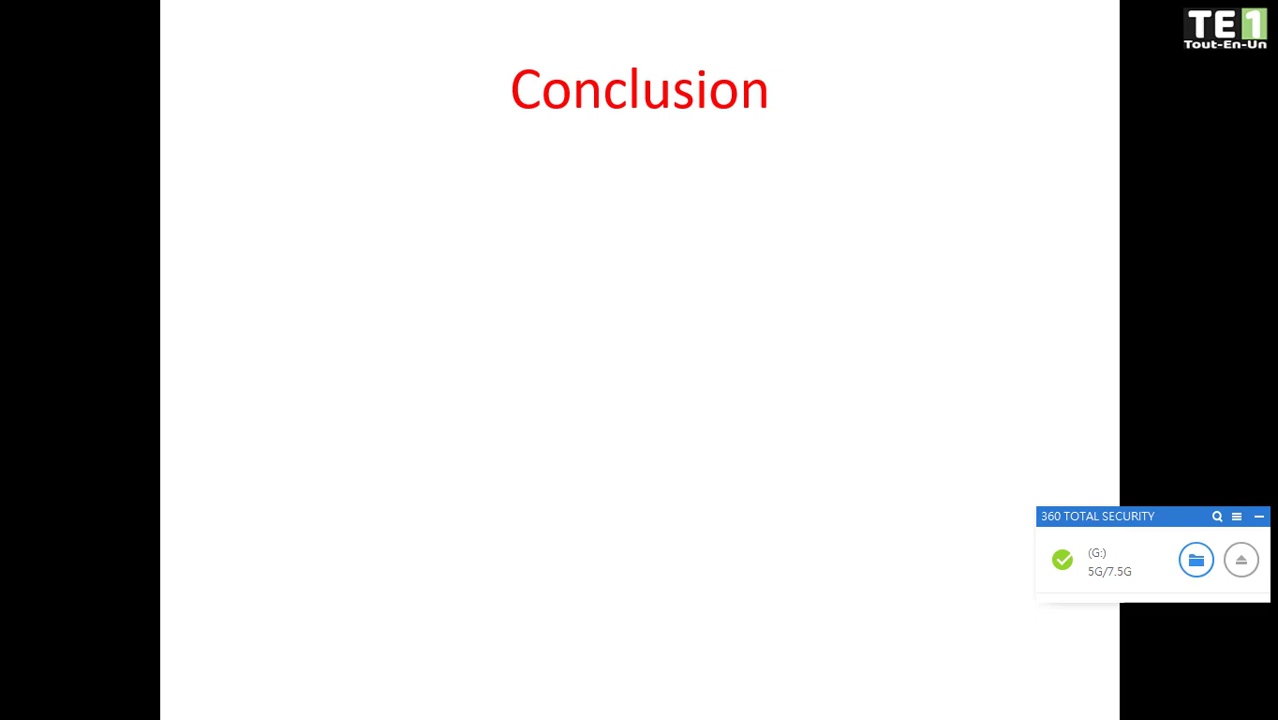 TE1
Tout-En-Un
Conclusion
360 TOTAL SECURITY
(G:)
5G/7.5G